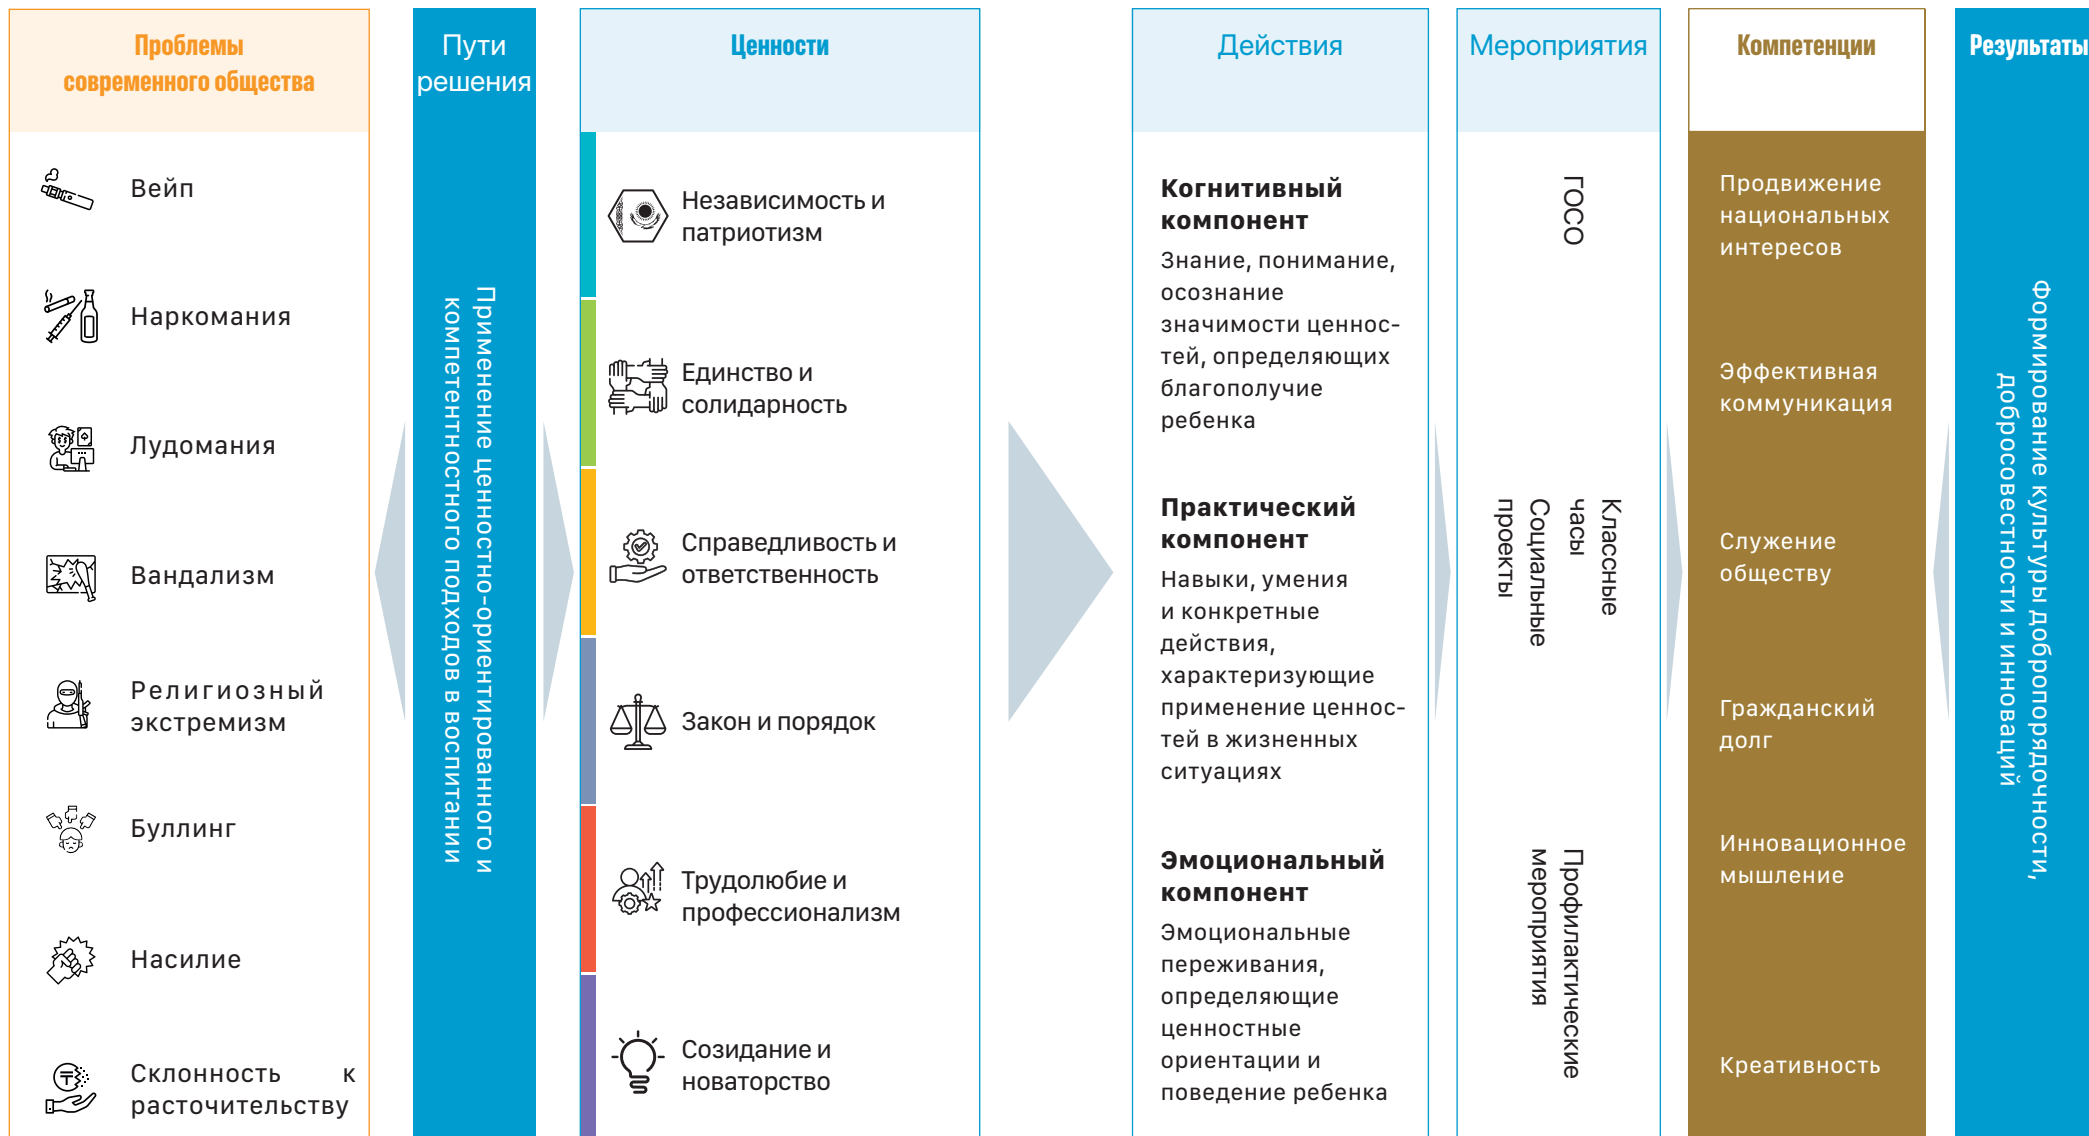 Проблемы
современного общества
Вейп
Наркомания
Лудомания
Вандализм
Религиозный
экстремизм
Буллинг
Насилие
Склонность к
расточительству
Пути
решения
Применение ценностно-ориентированного и
компетентностного подходов в воспитании
Ценности
Независимость и
патриотизм
Единство и
солидарность
Справедливость и
ответственность
Закон и порядок
Трудолюбие и
профессионализм
Созидание и
новаторство
Действия
Когнитивный
компонент
Знание, понимание,
осознание
значимости ценнос-
тей, определяющих
благополучие
ребенка
Практический
компонент
Навыки, умения
и конкретные
действия,
характеризующие
применение ценнос-
тей в жизненных
ситуациях
Эмоциональный
компонент
Эмоциональные
переживания,
определяющие
ценностные
ориентации и
поведение ребенка
Мероприятия
ГОСО
Классные
часы
Социальные
проекты
Профилактические
мероприятия
Компетенции
Продвижение
национальных
интересов
Эффективная
коммуникация
Служение
обществу
Гражданский
долг
Инновационное
мышление
Креативность
Результаты
Формирование культуры добропорядочности,
добросовестности и инноваций